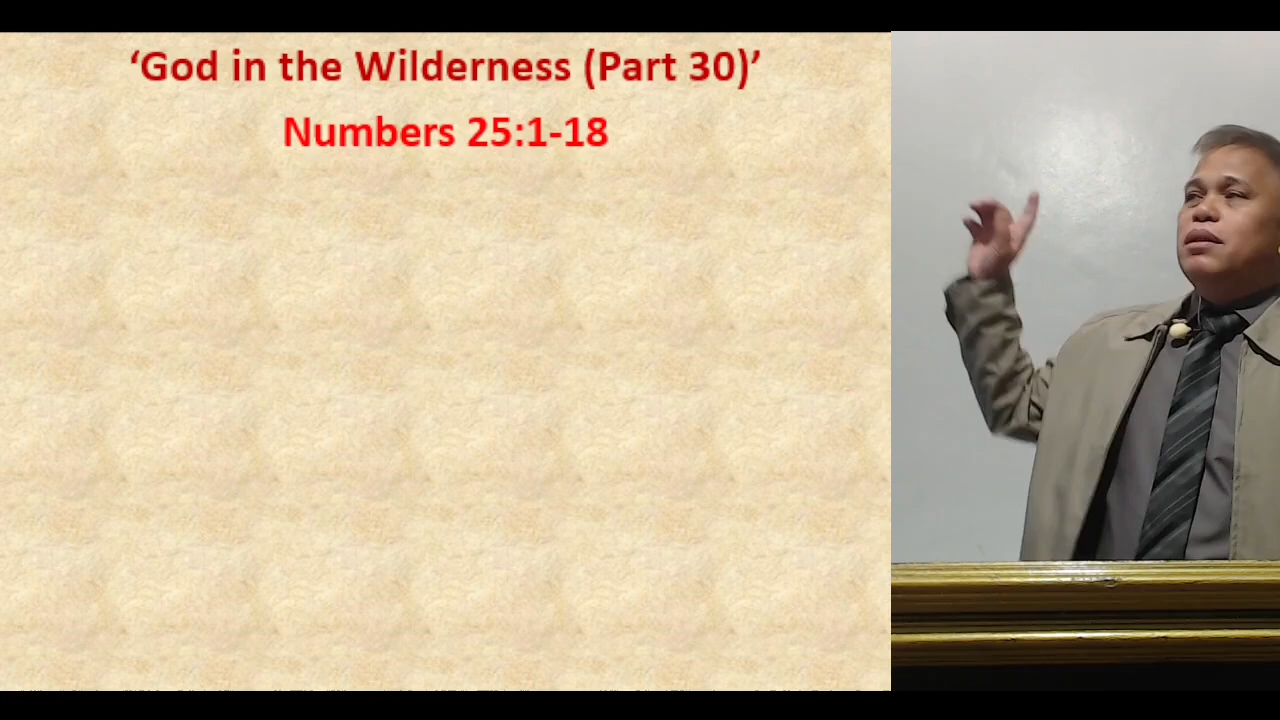 ‘God in the Wilderness (Part 30)’
Numbers 25:1-18